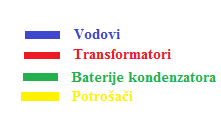 Vodovi
Transformatori
Baterije kondenzatora
Potrošači